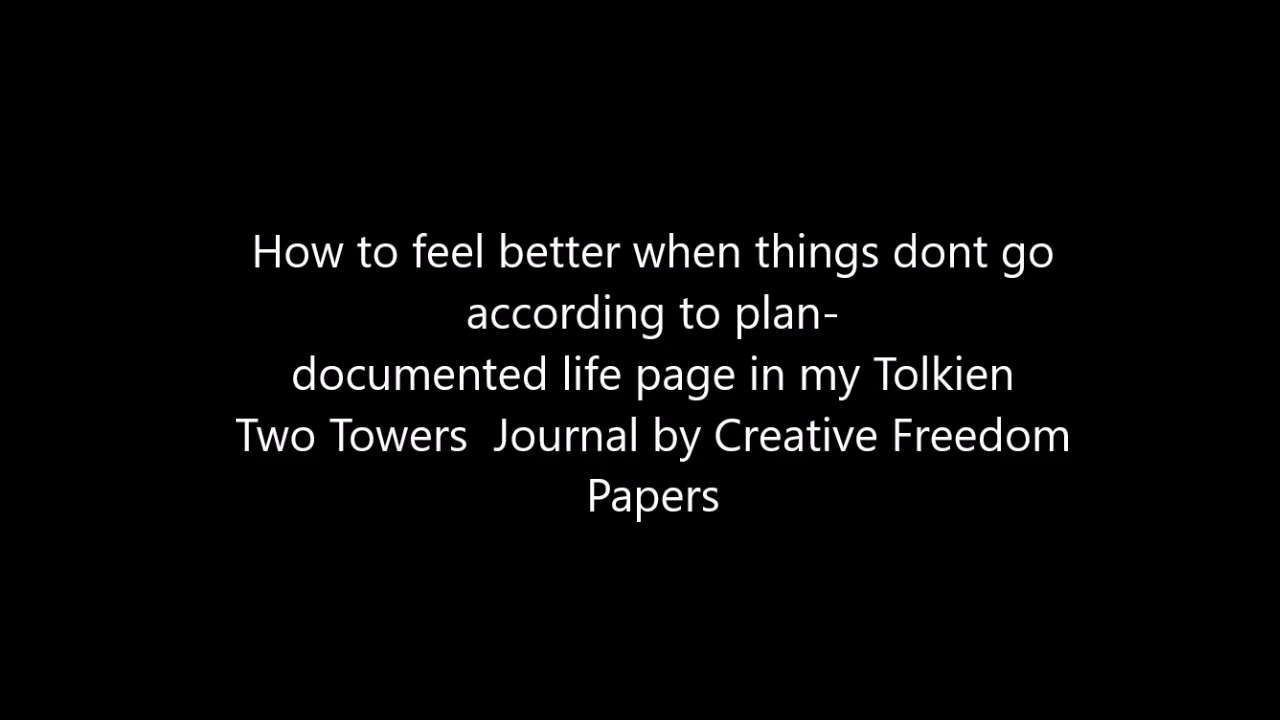 How to feel better when things dont go
according to plan-
documented life page in my Tolkien
Two Towers  Journal by Creative Freedom
Papers